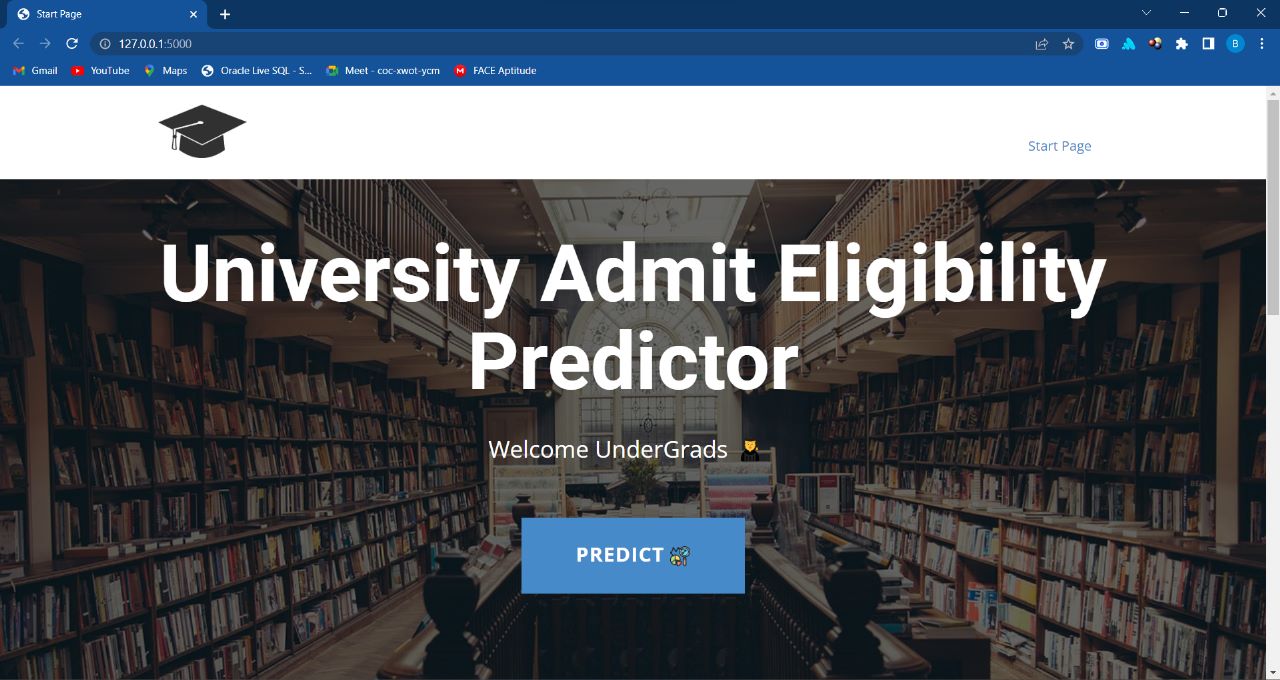 Start Page
127.0.0.1:5000
B
Gmail
YouTube
Maps
Oracle Live SQL - S...
Meet - coc-xwot-ycm
M
FACE Aptitude
Start Page
University Admit Eligibility
Predictor
Welcome UnderGrads
PREDICT